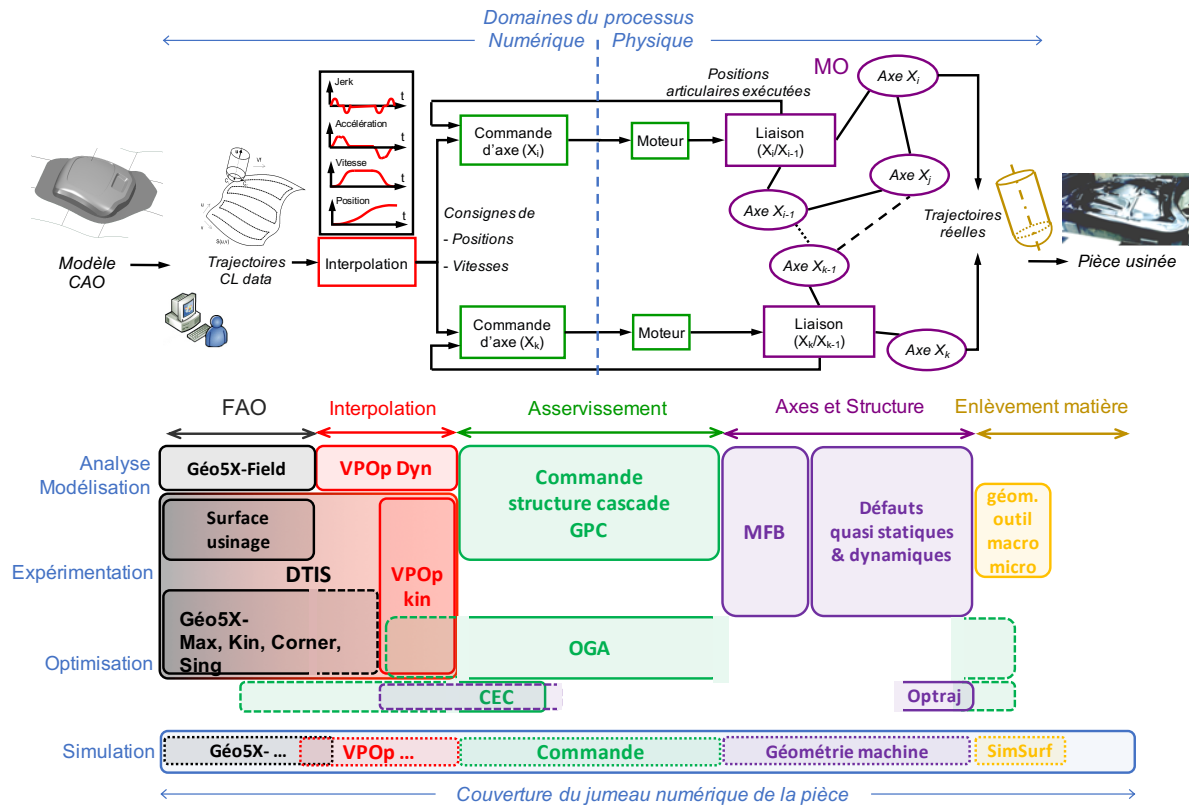 Domaines du processus
Numérique
Physique
Jerk
t
Accélération
t
Vitesse
t
Position
t
Interpolation
Modèle
CAO
Trajectoires
CL data
u
Vf
S(u,v)
Consignes de
- Positions
- Vitesses
Commande
d'axe (Xi)
Moteur
Positions
articulaires exécutées
Liaison
(Xi/Xi-1)
MO
Axe Xi
Axe Xj
Axe Xi-1
Axe Xk-1
Commande
d'axe (Xk)
Moteur
Liaison
(Xk/Xk-1)
Axe Xk
Trajectoires
réelles
Pièce usinée
FAO
Interpolation
Asservissement
Axes et Structure
Enlèvement matière
Analyse
Modélisation
Expérimentation
Optimisation
Simulation
Géo5X-Field
VPOp Dyn
Commande
structure cascade
GPC
MFB
Défauts
quasi statiques
& dynamiques
géom.
outil
macro
micro
Surface
usinage
DTIS
VPOp
kin
Géo5X-
Max, Kin, Corner,
Sing
OGA
CEC
Optraj
Géo5X- ...
VPOp ...
Commande
Géométrie machine
SimSurf
Couverture du jumeau numérique de la pièce